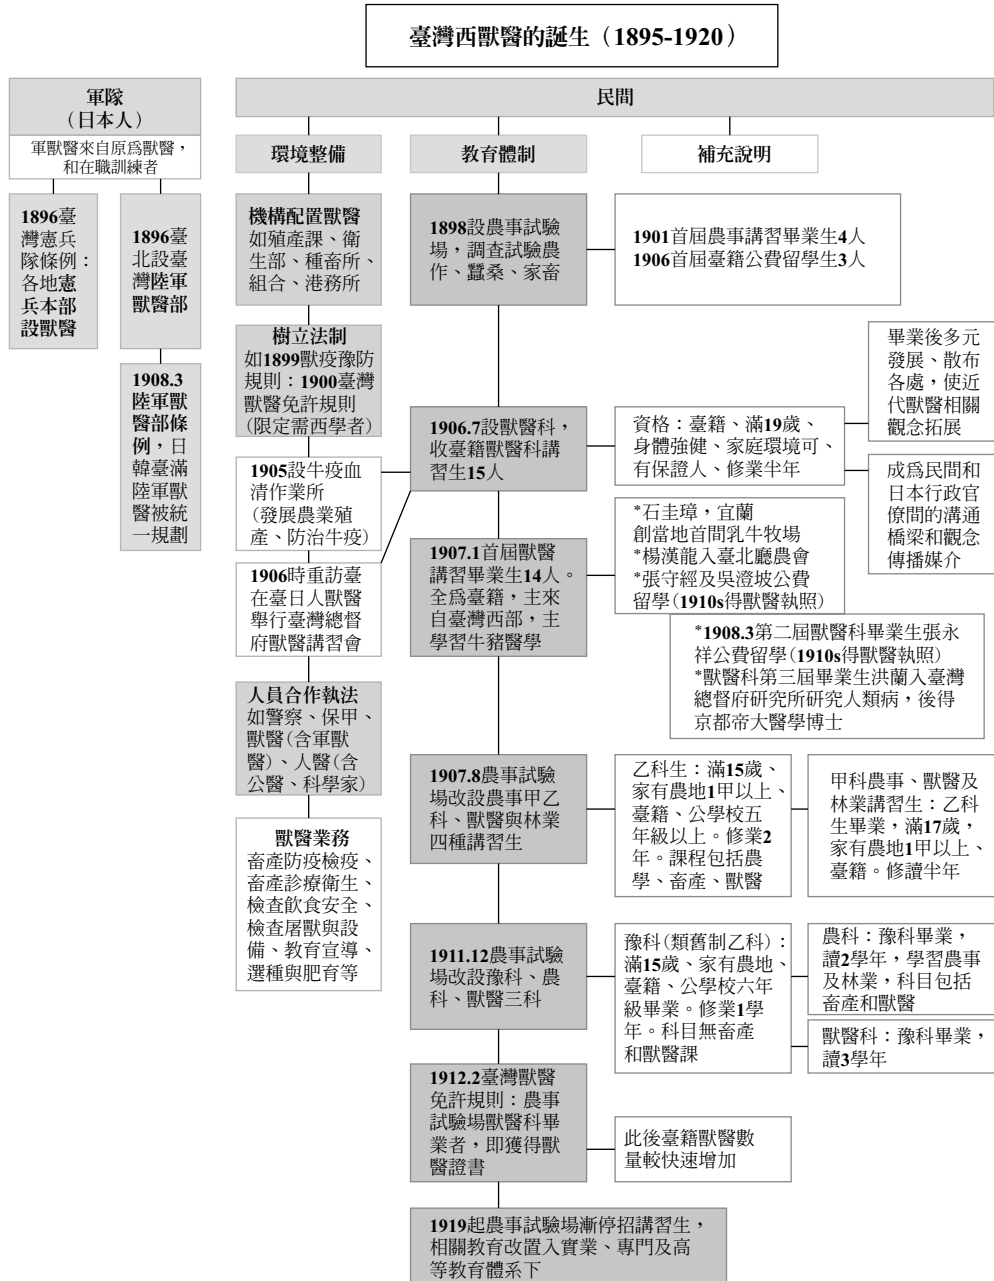 臺灣西獸醫的誕生（1895-1920）
軍隊
（日本人）
軍獸醫來自原爲獸醫，
和在職訓練者
1896臺
灣憲兵
隊條例：
各地憲
兵本部
設獸醫
1896臺
北設臺
灣陸軍
獸醫部
1908.3
陸軍獸
醫部條
例，日
韓臺滿
陸軍獸
醫被統
一規劃
民間
環境整備
機構配置獸醫
如殖產課、衛
生部、種畜所、
組合、港務所
樹立法制
如1899獸疫豫防
規則：1900臺灣
獸醫免許規則
(限定需西學者)
1905設牛疫血
清作業所
(發展農業殖
產、防治牛疫)
1906時重訪臺
在臺日人獸醫
舉行臺灣總督
府獸醫講習會
人員合作執法
如警察、保甲、
獸醫(含軍獸
醫)、人醫(含
公醫、科學家)
獸醫業務
畜產防疫檢疫、
畜產診療衛生、
檢查飲食安全、
檢查屠獸與設
備、教育宣導、
選種與肥育等
教育體制
1898設農事試驗
場，調查試驗農
作、蠶桑、家畜
1906.7設獸醫科，
收臺籍獸醫科講
習生15人
1907.1首屆獸醫
講習畢業生14人。
全爲臺籍，主來
自臺灣西部，主
學習牛豬醫學
1907.8農事試驗
場改設農事甲乙
科、獸醫與林業
四種講習生
1911.12農事試驗
場改設豫科、農
科、獸醫三科
1912.2臺灣獸醫
免許規則：農事
試驗場獸醫科畢
業者，即獲得獸
醫證書
1919起農事試驗場漸停招講習生，
相關教育改置入實業、專門及高
等教育體系下
補充說明
1901首屆農事講習畢業生4人
1906首屆臺籍公費留學生3人
資格：臺籍、滿19歲、
身體強健、家庭環境可、
有保證人、修業半年
畢業後多元
發展、散布
各處，使近
代獸醫相關
觀念拓展
成爲民間和
日本行政官
僚間的溝通
橋梁和觀念
傳播媒介
*石圭璋，宜蘭
創當地首間乳牛牧場
*楊漢龍入臺北廳農會
*張守經及吳澄坡公費
留學(1910s得獸醫執照)
*1908.3第二屆獸醫科畢業生張永
祥公費留學(1910s得獸醫執照)
*獸醫科第三屆畢業生洪蘭入臺灣
總督府研究所研究人類病，後得
京都帝大醫學博士
乙科生：滿15歲、
家有農地1甲以上、
臺籍、公學校五
年級以上。修業2
年。課程包括農
學、畜產、獸醫
甲科農事、獸醫及
林業講習生：乙科
生畢業，滿17歲，
家有農地1甲以上、
臺籍。修讀半年
豫科(類舊制乙科)：
滿15歲、家有農地、
臺籍、公學校六年
級畢業。修業1學
年。科目無畜產
和獸醫課
農科：豫科畢業，
讀2學年，學習農事
及林業，科目包括
畜產和獸醫
獸醫科：豫科畢業，
讀3學年
此後臺籍獸醫數
量較快速增加